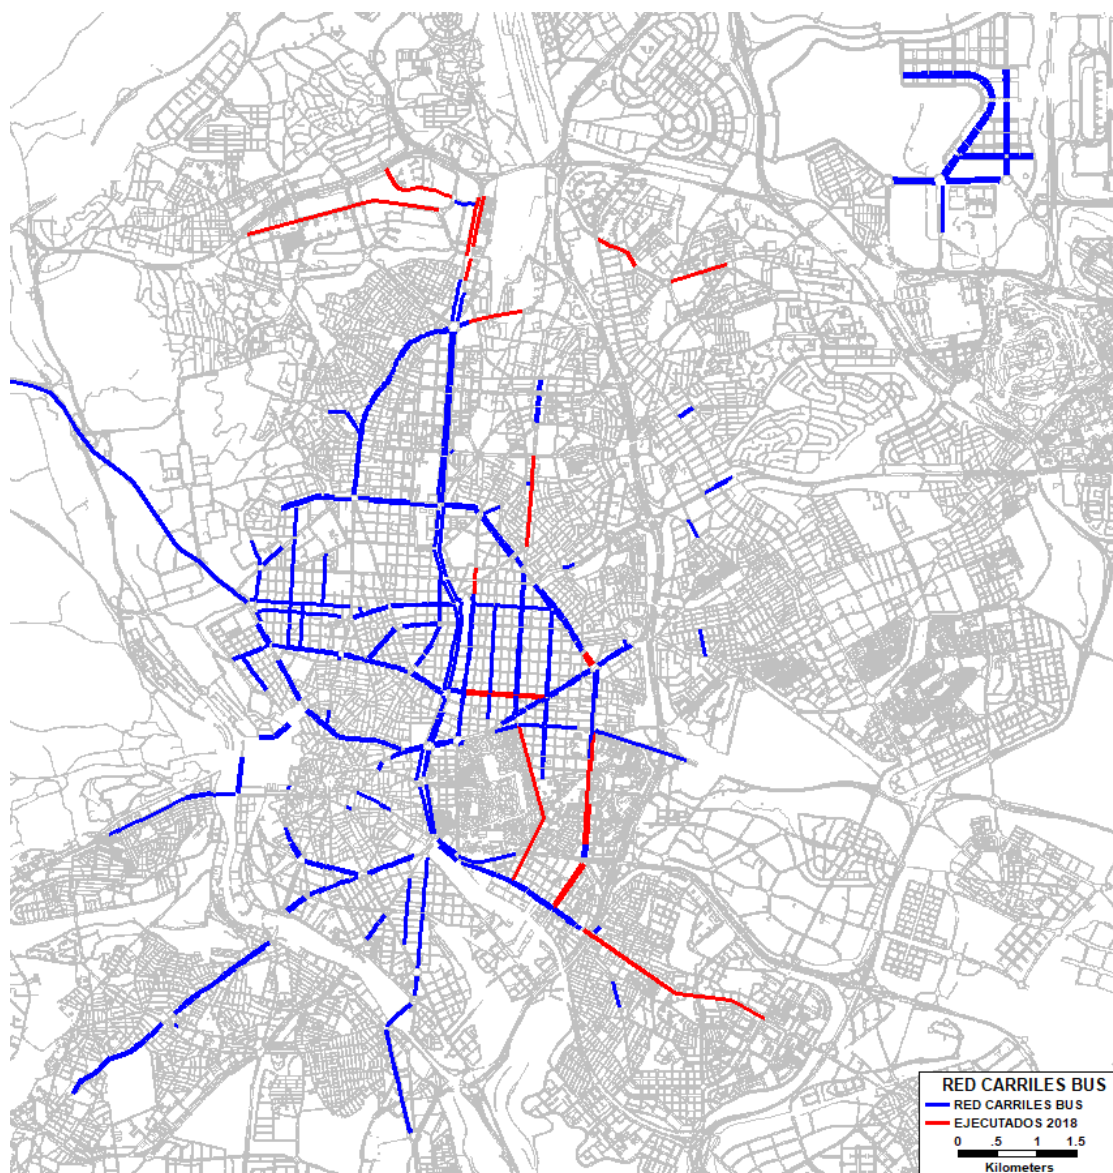 RED CARRILES BUS
RED CARRILES BUS
EJECUTADOS 2018
0 .5 1 1.5
Kilometers